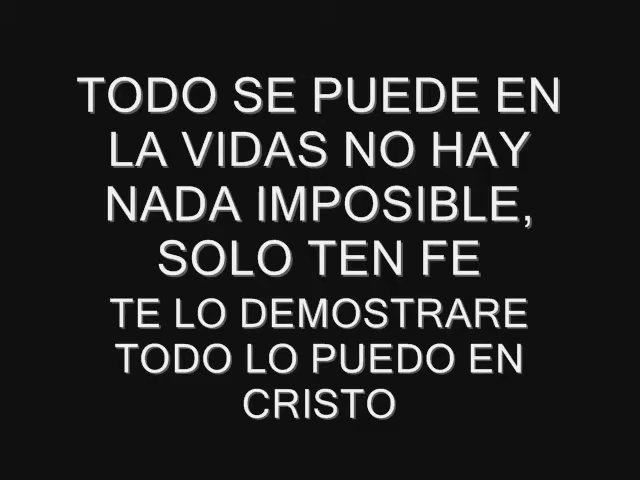 TODO SE PUEDE EN
LA VIDAS NO HAY
NADA IMPOSIBLE,
SOLO TEN FE
TE LO DEMOSTRARE
TODO LO PUEDO EN
CRISTO